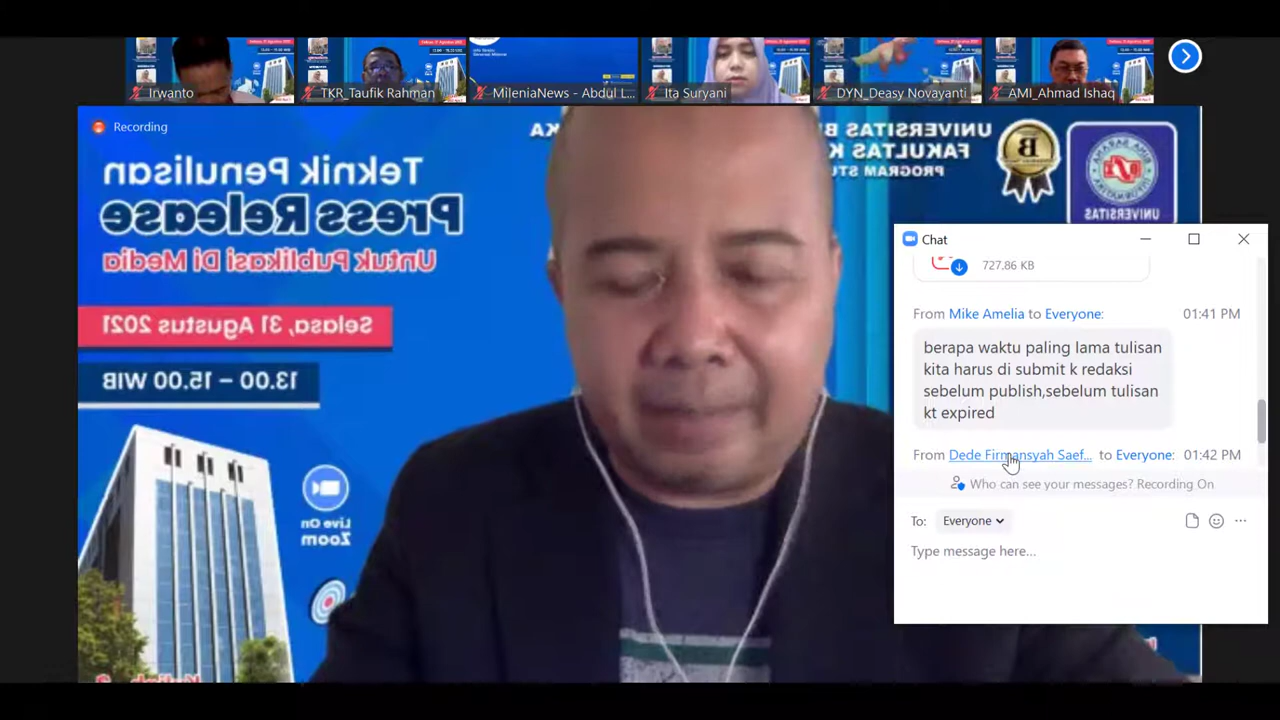 Irwanto
TKR_Taufik Rahman
MileniaNews - Abdul L...
Ita Suryani
DYN_Deasy Novayanti
AMI_Ahmad Ishaq
Recording
Teknik Penulisan
Press Release
Untuk Publikasi Di Media
Selasa, 31 Agustus 2021
13.00 – 15.00 WIB
Live On
Zoom
UNIVERSITAS B
KA
FAKULTAS K
PROGRAM STU
B
UNIVERSITAS
Chat
727.86 KB
From Mike Amelia to Everyone: 01:41 PM
berapa waktu paling lama tulisan
kita harus di submit k redaksi
sebelum publish,sebelum tulisan
kt expired
From Dede Firmansyah Saef... to Everyone: 01:42 PM
Who can see your messages? Recording On
To: Everyone
Type message here...